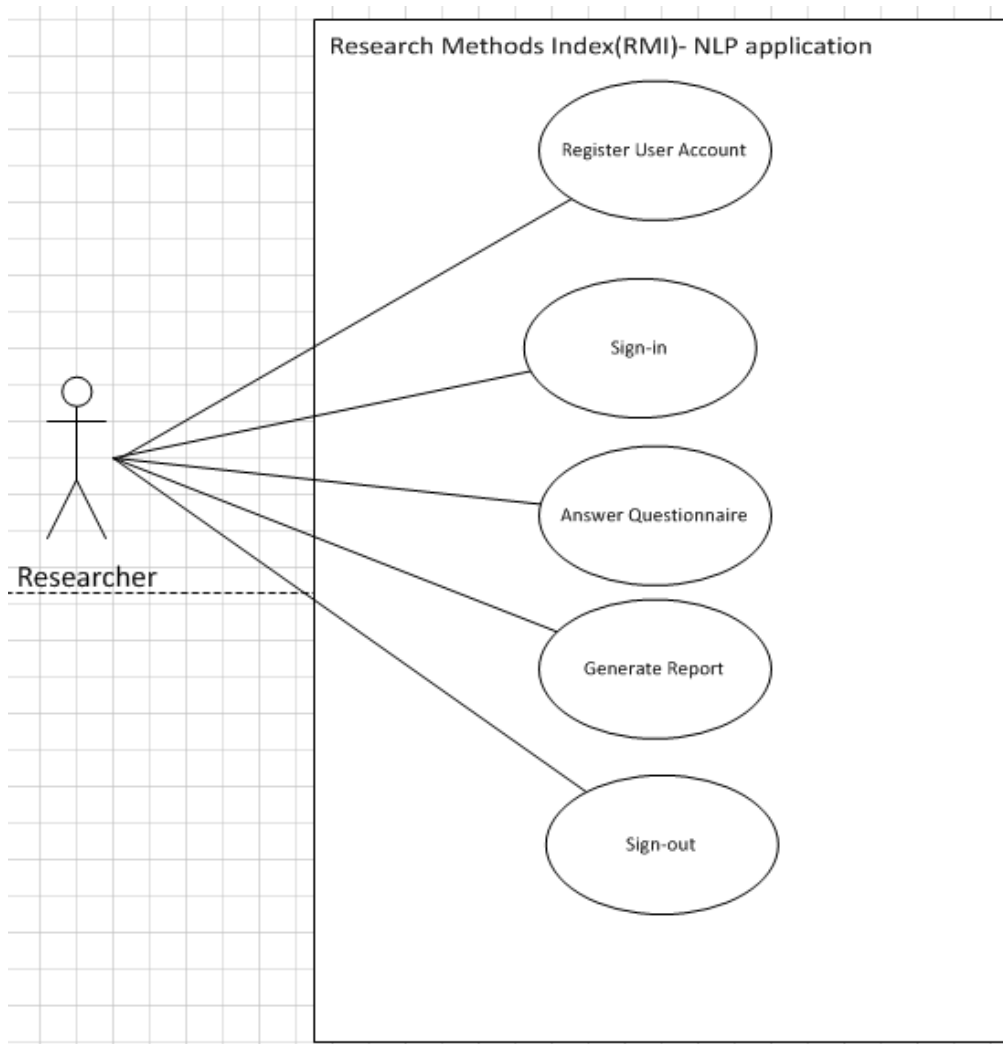 Research Methods Index(RMI)- NLP application
Register User Account
Sign-in
Answer Questionnaire
Researcher
Generate Report
Sign-out